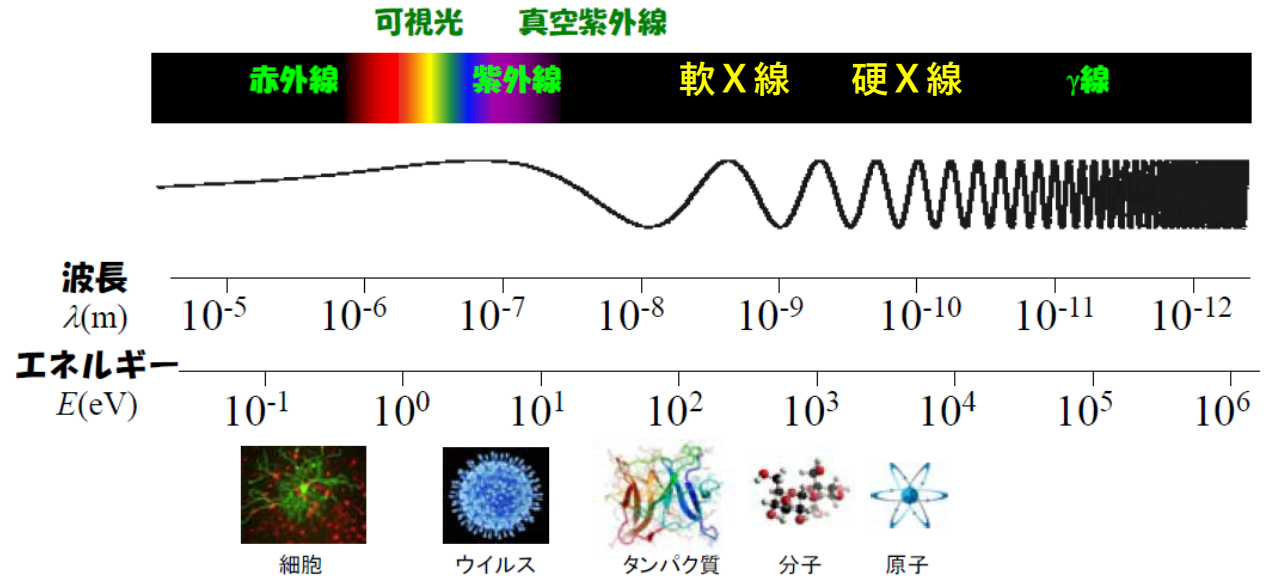 可視光 真空紫外線
赤外線 紫外線 軟X線 硬X線 γ線
波長
λ(m)
10-5 10-6 10-7 10-8 10-9 10-10 10-11 10-12
エネルギー
E(eV)
10-1 100 101 102 103 104 105 106
細胞 ウイルス タンパク質 分子 原子